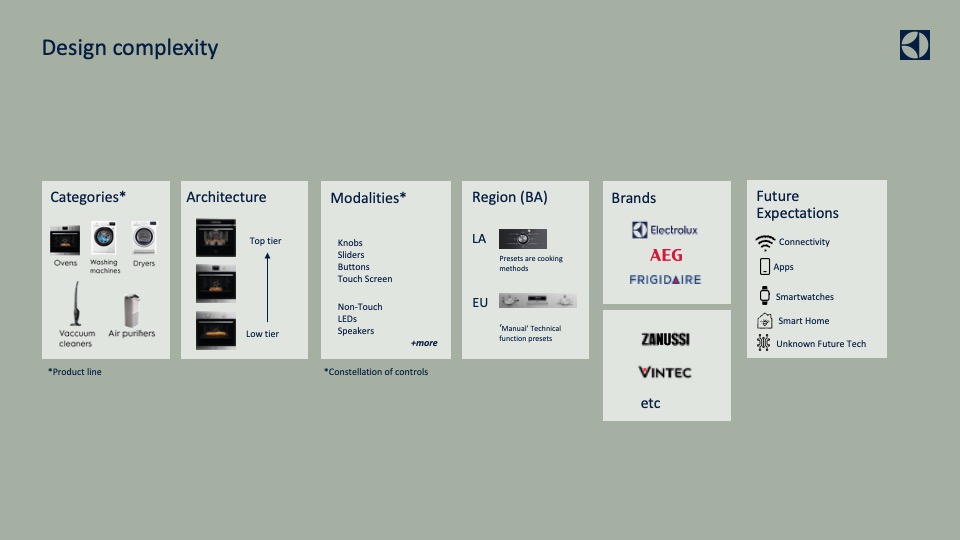 Design complexity
Categories*
Ovens
Washing
machines
Dryers
Vaccuum
cleaners
Air purifiers
*Product line
Architecture
Top tier
Low tier
Modalities*
Knobs
Sliders
Buttons
Touch Screen
Non-Touch
LEDs
Speakers
+more
*Constellation of controls
Region (BA)
LA
Presets are cooking
methods
EU
‘Manual’ Technical
function presets
Brands
Electrolux
AEG
FRIGIDAIRE
ZANUSSI
VINTEC
etc
Future
Expectations
Connectivity
Apps
Smartwatches
Smart Home
Unknown Future Tech